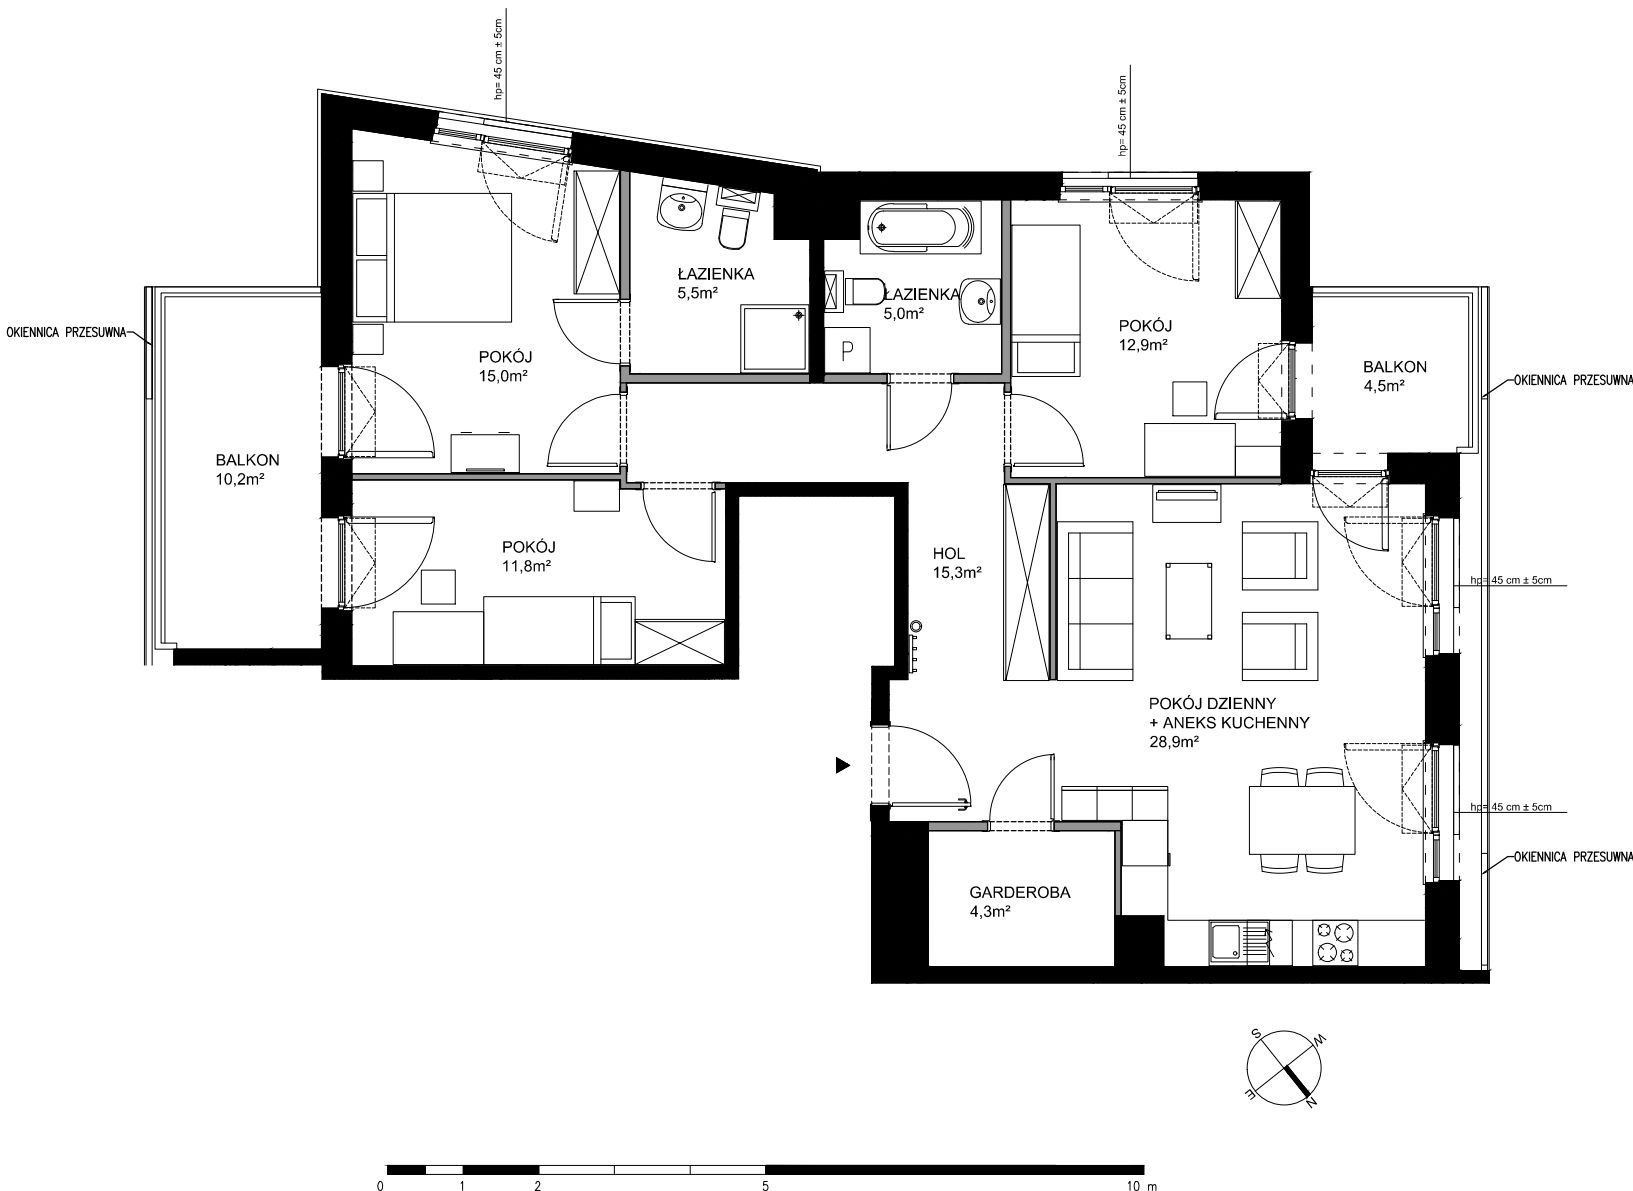 hp= 45 cm ± 5cm
hp= 45 cm ± 5cm
OKIENNICA PRZESUWNA
ŁAZIENKA
5,5m²
ŁAZIENKA
5,0m²
P
POKÓJ
12,9m²
POKÓJ
15,0m²
BALKON
4,5m²
OKIENNICA PRZESUWNA
BALKON
10,2m²
POKÓJ
11,8m²
HOL
15,3m²
hp= 45 cm ± 5cm
POKÓJ DZIENNY
+ ANEKS KUCHENNY
28,9m²
hp= 45 cm ± 5cm
OKIENNICA PRZESUWNA
GARDEROBA
4,3m²
S
W
E
N
0 1 2 5 10 m